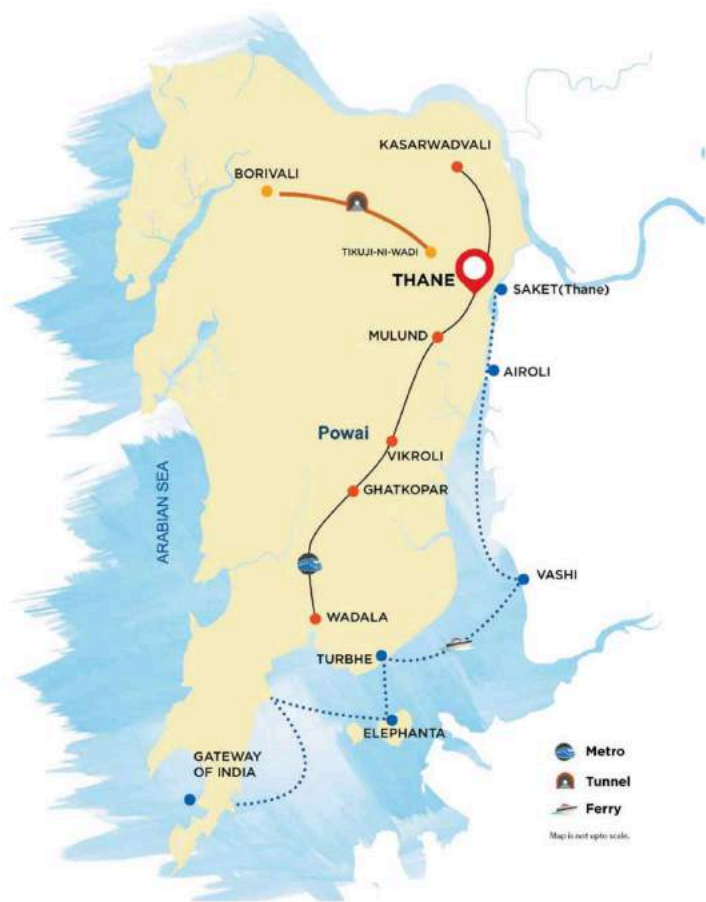 KASARWADVALI
BORIVALI
TIKUJI-NI-WADI
THANE
SAKET(Thane)
MULUND
AIROLI
Powai
VIKROLI
GHATKOPAR
ARABIAN SEA
VASHI
WADALA
TURBHE
ELEPHANTA
GATEWAY
OF INDIA
Metro
Tunnel
Ferry
Map is not upto scale.